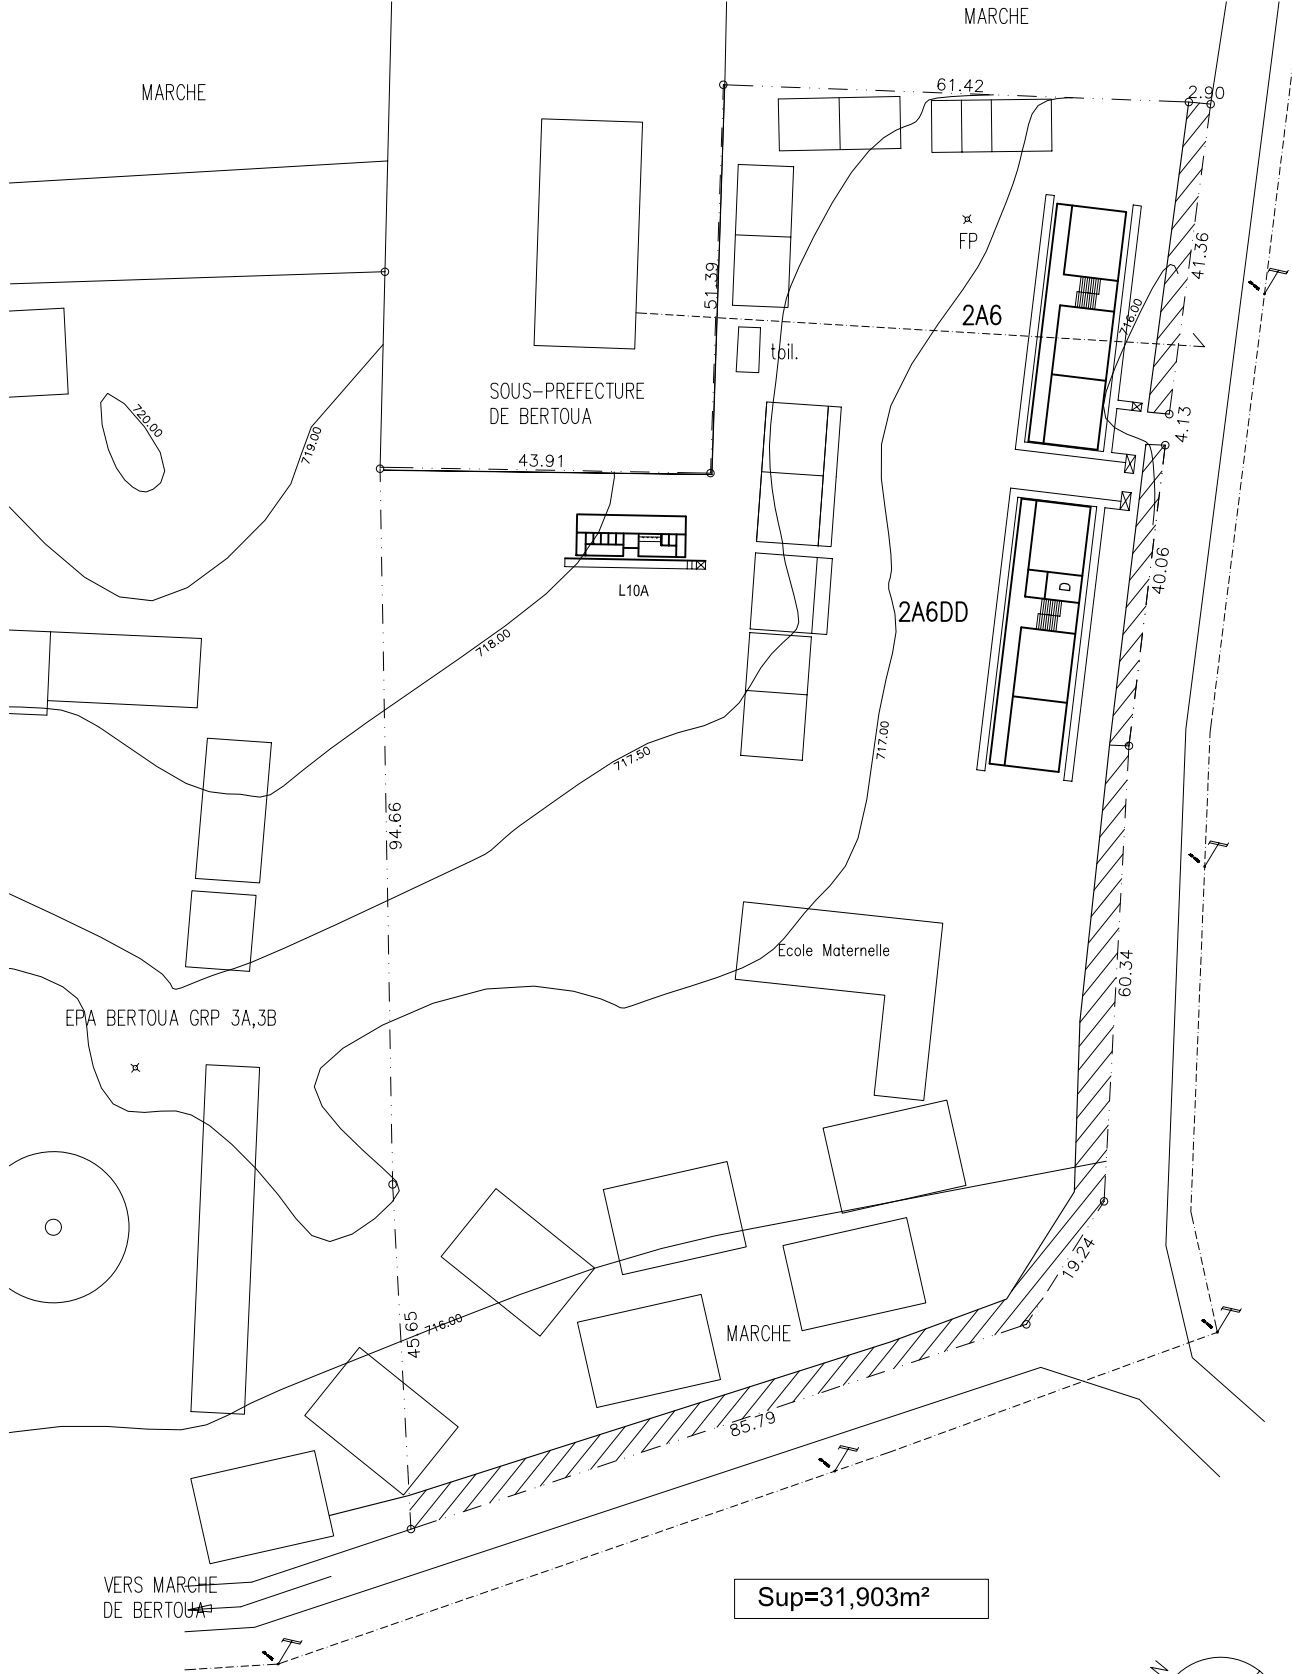 MARCHE
MARCHE
61.42
2.90
41.36
FP
51.39
2A6
716.00
toil.
SOUS-PREFECTURE
DE BERTOUA
720.00
719.00
4.13
43.91
40.06
L10A
D
2A6DD
718.00
717.50
717.00
94.66
Ecole Maternelle
60.34
EPA BERTOUA GRP 3A,3B
19.24
45.65
716.00
MARCHE
85.79
VERS MARCHE
DE BERTOUA
Sup=31,903m²
N